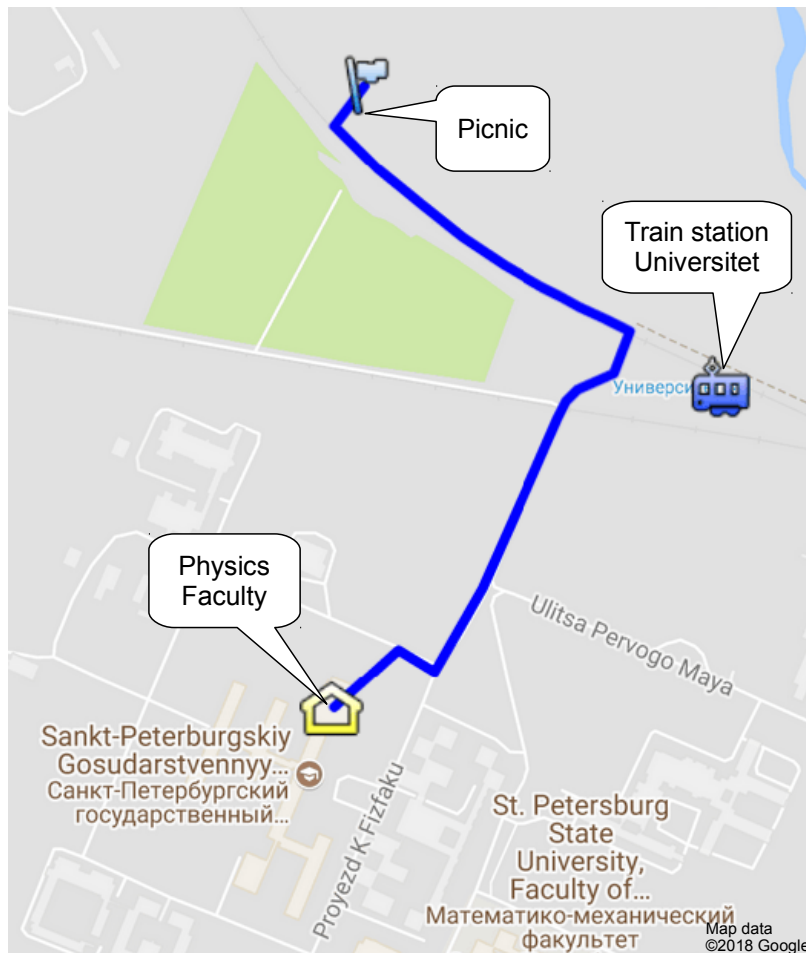 Picnic
Train station
Universitet
Универси
Physics
Faculty
Ulitsa Pervogo Maya
Sankt-Peterburgskiy
Gosudarstvennyy...
Санкт-Петербургский
государственный...
Proyezd K Fizfaku
St. Petersburg
State
University,
Faculty of...
Математико-механический
факультет
Map data
©2018 Google